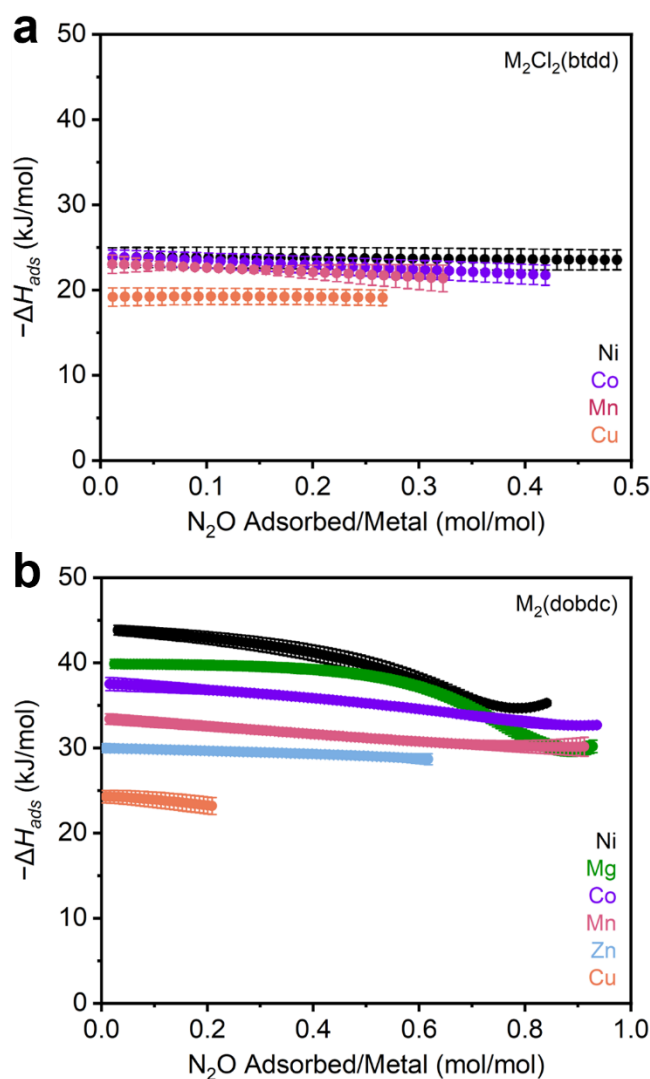 a
M₂Cl₂(btdd)
50
40
30
20
10
0
−ΔHads (kJ/mol)
Ni
Co
Mn
Cu
0.0 0.1 0.2 0.3 0.4 0.5
N₂O Adsorbed/Metal (mol/mol)
b
M₂(dobdc)
50
40
30
20
10
0
−ΔHads (kJ/mol)
Ni
Mg
Co
Mn
Zn
Cu
0.0 0.2 0.4 0.6 0.8 1.0
N₂O Adsorbed/Metal (mol/mol)